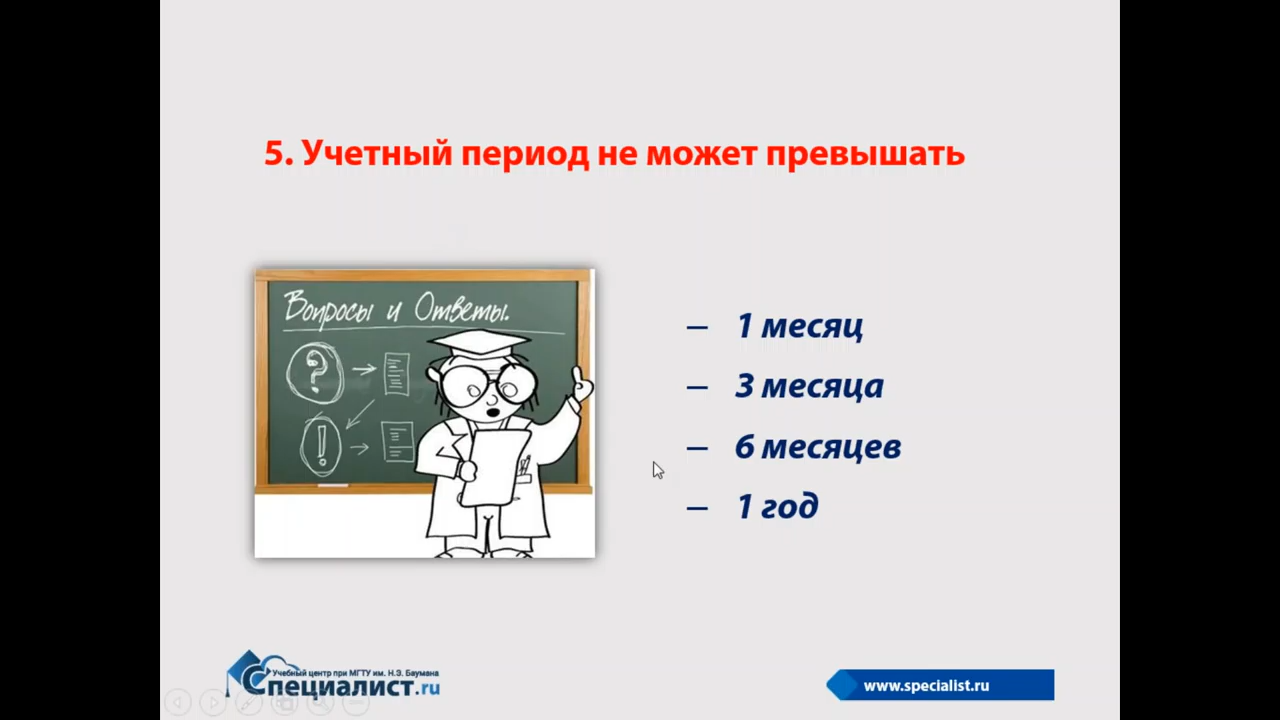 5. Учетный период не может превышать
Вопросы и Ответы.
– 1 месяц
– 3 месяца
– 6 месяцев
– 1 год
Учебный центр при МГТУ им. Н.Э. Баумана
Специалист.ru
www.specialist.ru